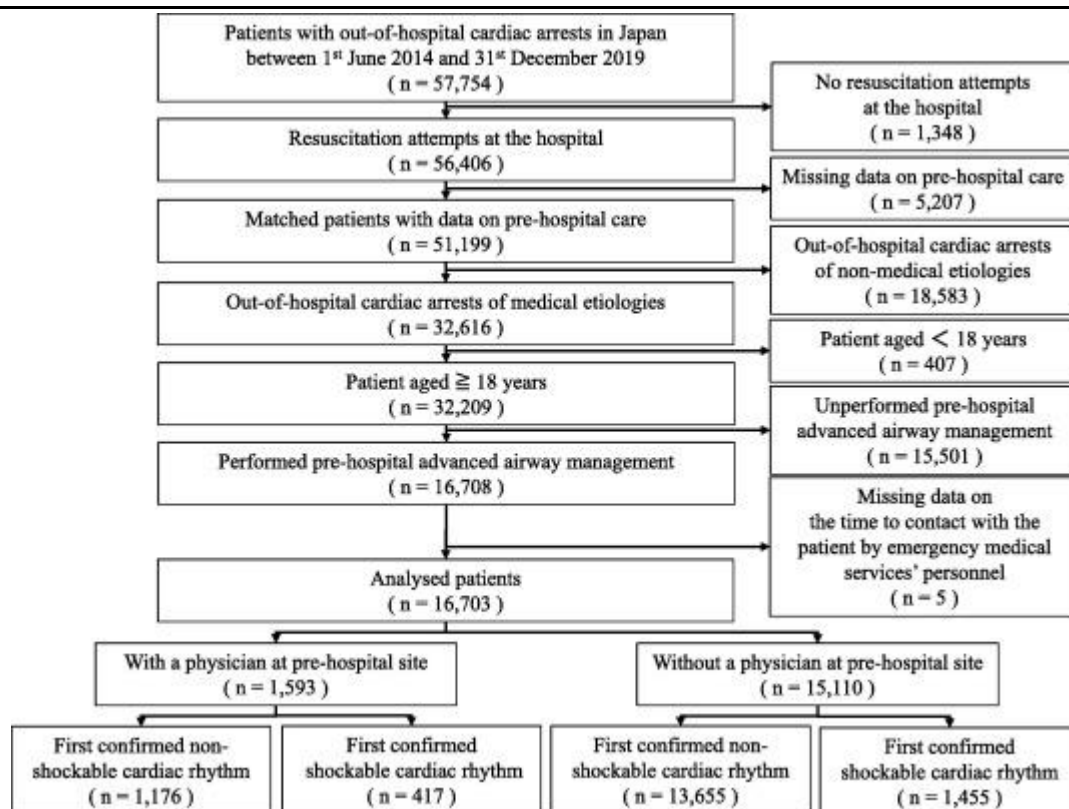 Patients with out-of-hospital cardiac arrests in Japan
between 1st June 2014 and 31st December 2019
( n = 57,754 )
No resuscitation attempts
at the hospital
( n = 1,348 )
Resuscitation attempts at the hospital
( n = 56,406 )
Missing data on pre-hospital care
( n = 5,207 )
Matched patients with data on pre-hospital care
( n = 51,199 )
Out-of-hospital cardiac arrests
of non-medical etiologies
( n = 18,583 )
Out-of-hospital cardiac arrests of medical etiologies
( n = 32,616 )
Patient aged < 18 years
( n = 407 )
Patient aged ≧ 18 years
( n = 32,209 )
Unperformed pre-hospital
advanced airway management
( n = 15,501 )
Performed pre-hospital advanced airway management
( n = 16,708 )
Missing data on
the time to contact with the
patient by emergency medical
services' personnel
( n = 5 )
Analysed patients
( n = 16,703 )
With a physician at pre-hospital site
( n = 1,593 )
Without a physician at pre-hospital site
( n = 15,110 )
First confirmed non-
shockable cardiac rhythm
( n = 1,176 )
First confirmed
shockable cardiac rhythm
( n = 417 )
First confirmed non-
shockable cardiac rhythm
( n = 13,655 )
First confirmed
shockable cardiac rhythm
( n = 1,455 )